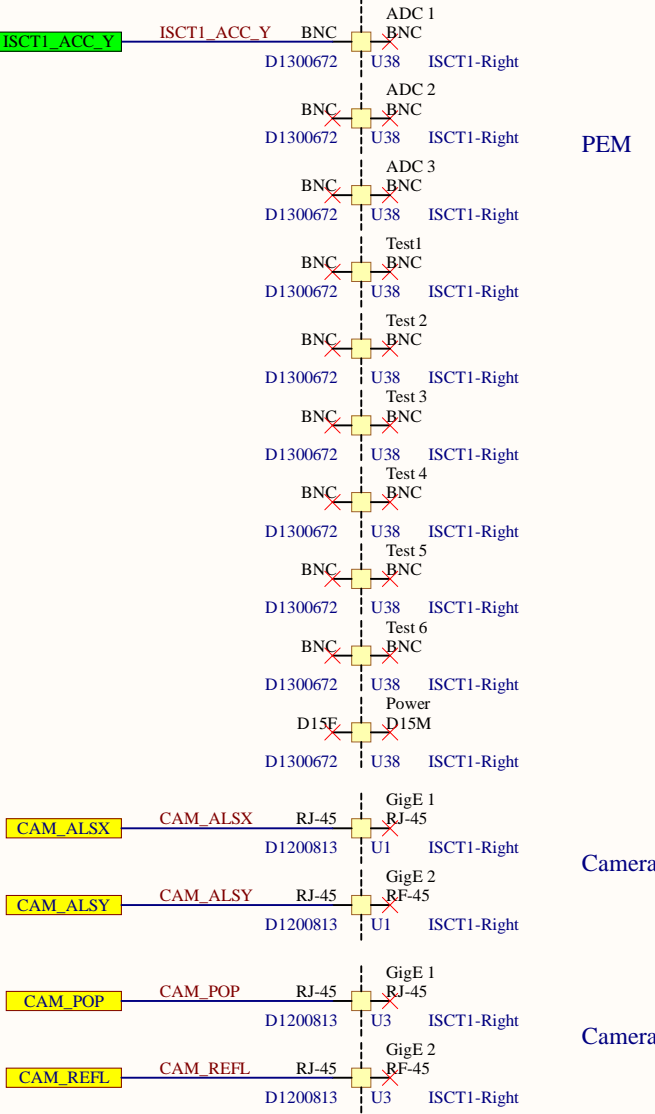 ADC 1
ISCT1_ACC_Y ISCT1_ACC_Y BNC BNC
D1300672 U38 ISCT1-Right
ADC 2
BNC BNC
D1300672 U38 ISCT1-Right
PEM
ADC 3
BNC BNC
D1300672 U38 ISCT1-Right
Test1
BNC BNC
D1300672 U38 ISCT1-Right
Test 2
BNC BNC
D1300672 U38 ISCT1-Right
Test 3
BNC BNC
D1300672 U38 ISCT1-Right
Test 4
BNC BNC
D1300672 U38 ISCT1-Right
Test 5
BNC BNC
D1300672 U38 ISCT1-Right
Test 6
BNC BNC
D1300672 U38 ISCT1-Right
Power
D15F D15M
D1300672 U38 ISCT1-Right
GigE 1
CAM_ALSX CAM_ALSX RJ-45 RJ-45
D1200813 U1 ISCT1-Right
Camera
GigE 2
CAM_ALSY CAM_ALSY RJ-45 RF-45
D1200813 U1 ISCT1-Right
GigE 1
CAM_POP CAM_POP RJ-45 RJ-45
D1200813 U3 ISCT1-Right
Camera
GigE 2
CAM_REFL CAM_REFL RJ-45 RF-45
D1200813 U3 ISCT1-Right